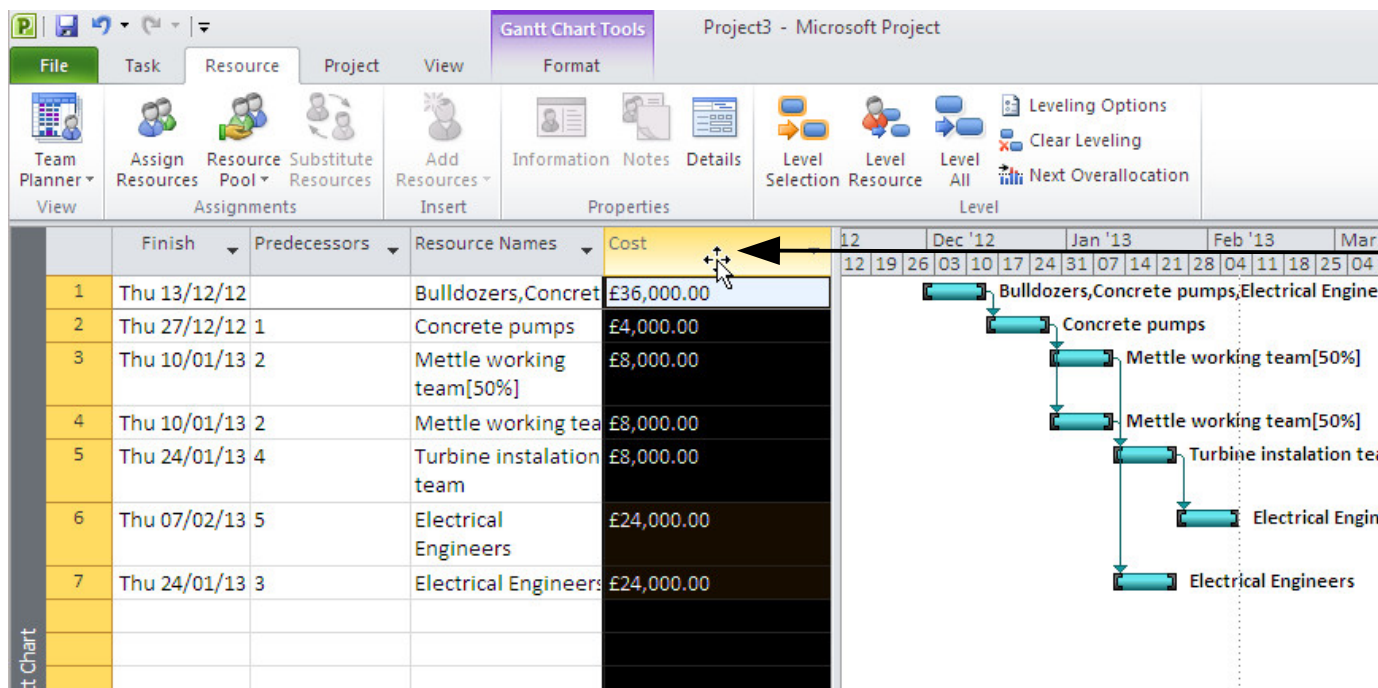 Gantt Chart Tools
Project3 - Microsoft Project
File Task Resource Project View Format
Team Planner
Assign Resources
Resource Pool
Substitute Resources
Add Resources
Information
Notes
Details
Level Selection
Level Resource
Level All
Leveling Options
Clear Leveling
Next Overallocation
View Assignments Insert Properties Level
Finish Predecessors Resource Names Cost
12 Dec '12 Jan '13 Feb '13 Mar
12 19 26 03 10 17 24 31 07 14 21 28 04 11 18 25 04
1 Thu 13/12/12 Bulldozers,Concret £36,000.00 Bulldozers,Concrete pumps,Electrical Engine
2 Thu 27/12/12 1 Concrete pumps £4,000.00 Concrete pumps
3 Thu 10/01/13 2 Mettle working team[50%] £8,000.00 Mettle working team[50%]
4 Thu 10/01/13 2 Mettle working tea £8,000.00 Mettle working team[50%]
5 Thu 24/01/13 4 Turbine instalation team £8,000.00 Turbine instalation tea
6 Thu 07/02/13 5 Electrical Engineers £24,000.00 Electrical Engin
7 Thu 24/01/13 3 Electrical Engineers £24,000.00 Electrical Engineers
tt Chart